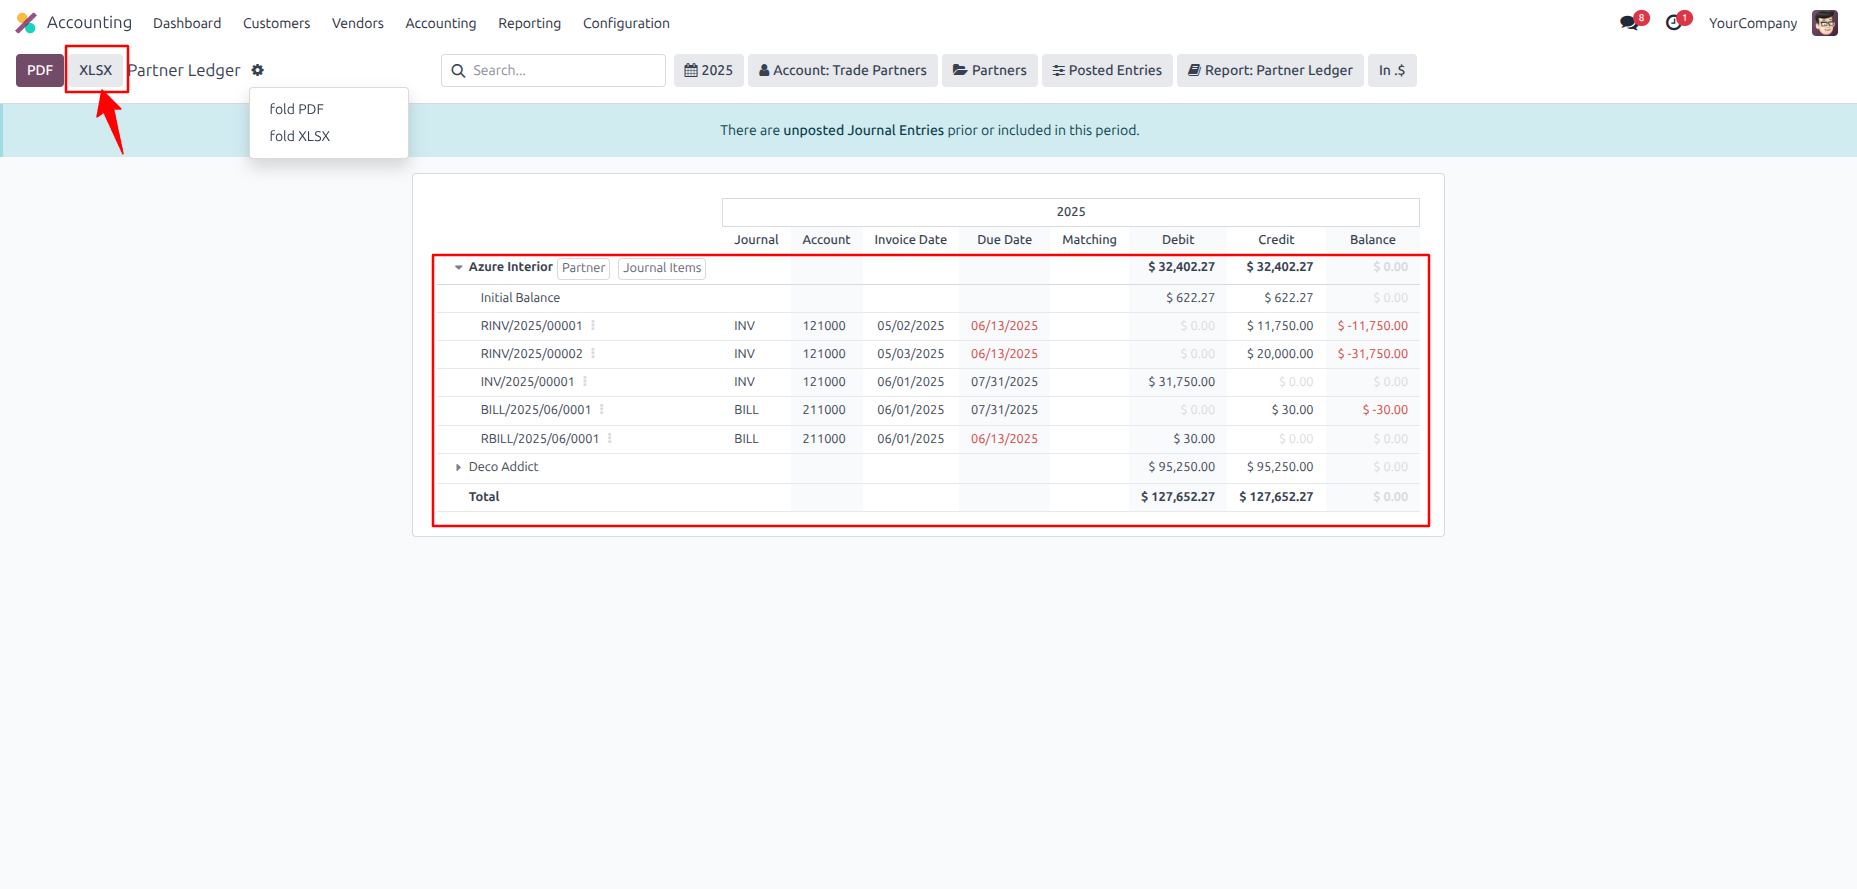 Accounting Dashboard Customers Vendors Accounting Reporting Configuration 8 1 YourCompany
PDF XLSX Partner Ledger Search... 2025 Account: Trade Partners Partners Posted Entries Report: Partner Ledger In .$
fold PDF
fold XLSX
There are unposted Journal Entries prior or included in this period.
2025
Journal Account Invoice Date Due Date Matching Debit Credit Balance
Azure Interior Partner Journal Items $ 32,402.27 $ 32,402.27 $ 0.00
Initial Balance $ 622.27 $ 622.27 $ 0.00
RINV/2025/00001 INV 121000 05/02/2025 06/13/2025 $ 0.00 $ 11,750.00 $ -11,750.00
RINV/2025/00002 INV 121000 05/03/2025 06/13/2025 $ 0.00 $ 20,000.00 $ -31,750.00
INV/2025/00001 INV 121000 06/01/2025 07/31/2025 $ 31,750.00 $ 0.00 $ 0.00
BILL/2025/06/0001 BILL 211000 06/01/2025 07/31/2025 $ 0.00 $ 30.00 $ -30.00
RBILL/2025/06/0001 BILL 211000 06/01/2025 06/13/2025 $ 30.00 $ 0.00 $ 0.00
Deco Addict $ 95,250.00 $ 95,250.00 $ 0.00
Total $ 127,652.27 $ 127,652.27 $ 0.00